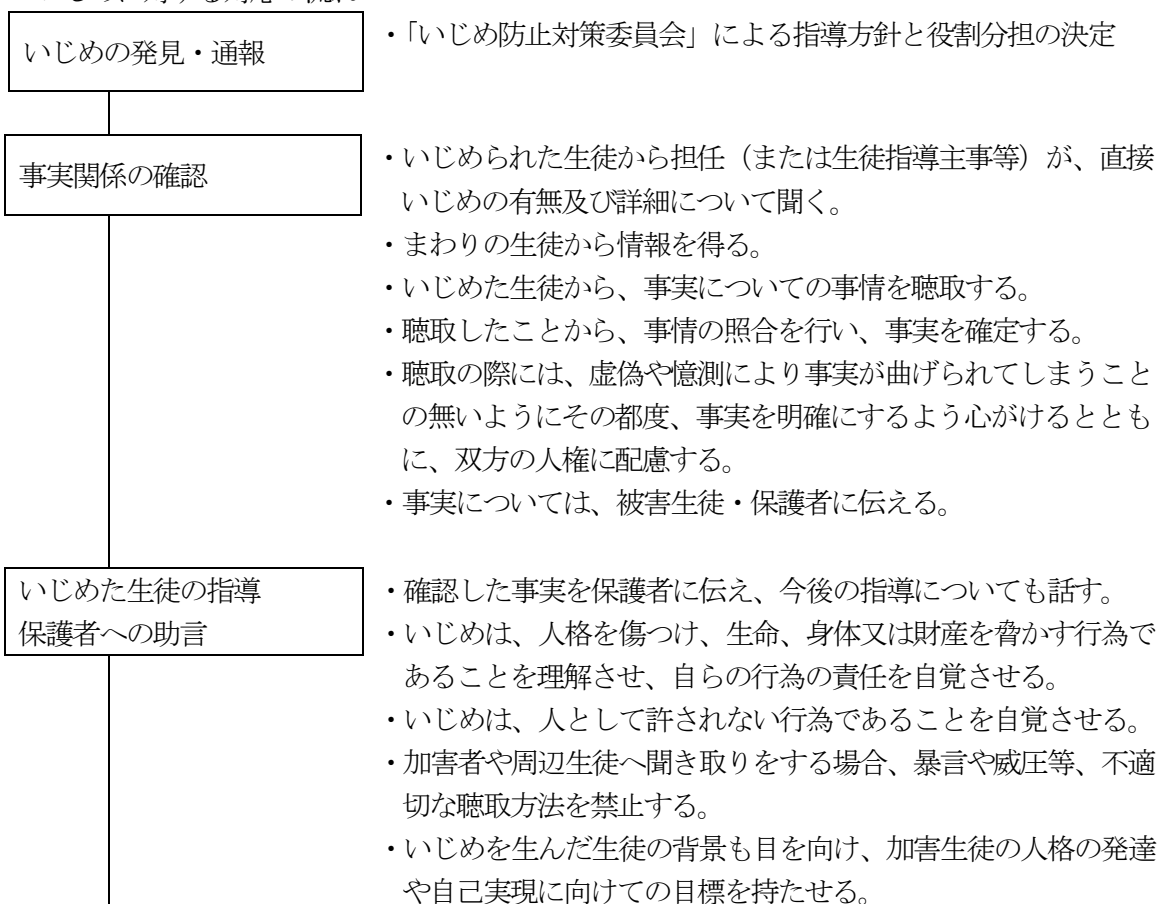 いじめの発見・通報
・「いじめ防止対策委員会」による指導方針と役割分担の決定
事実関係の確認
・いじめられた生徒から担任（または生徒指導主事等）が、直接
いじめの有無及び詳細について聞く。
・まわりの生徒から情報を得る。
・いじめた生徒から、事実についての事情を聴取する。
・聴取したことから、事情の照合を行い、事実を確定する。
・聴取の際には、虚偽や憶測により事実が曲げられてしまうこと
の無いようにその都度、事実を明確にするよう心がけるととも
に、双方の人権に配慮する。
・事実については、被害生徒・保護者に伝える。
いじめた生徒の指導
保護者への助言
・確認した事実を保護者に伝え、今後の指導についても話す。
・いじめは、人格を傷つけ、生命、身体又は財産を脅かす行為で
あることを理解させ、自らの行為の責任を自覚させる。
・いじめは、人として許されない行為であることを自覚させる。
・加害者や周辺生徒へ聞き取りをする場合、暴言や威圧等、不適
切な聴取方法を禁止する。
・いじめを生んだ生徒の背景も目を向け、加害生徒の人格の発達
や自己実現に向けての目標を持たせる。